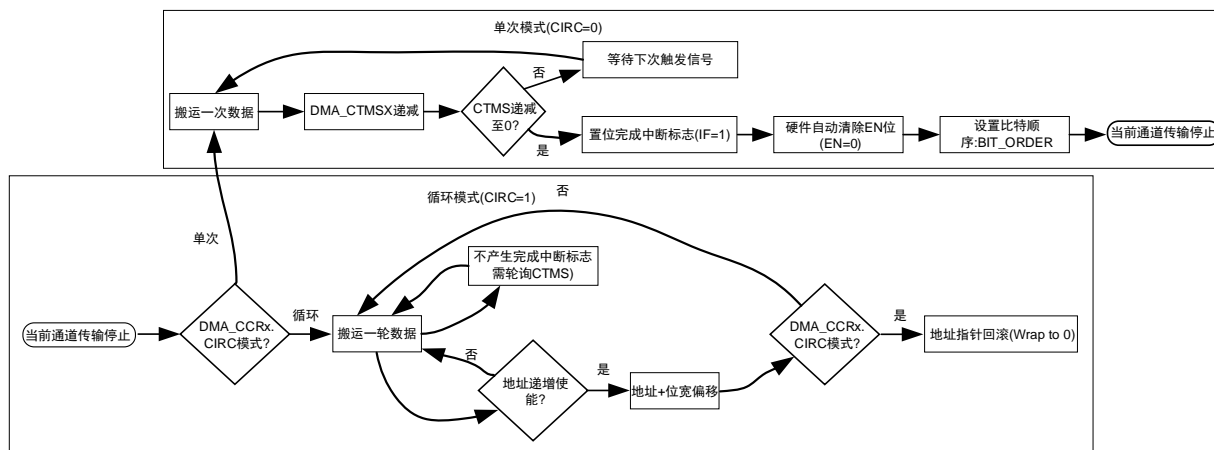 单次模式(CIRC=0)
等待下次触发信号
否
搬运一次数据
DMA_CTMSX递减
CTMS递减
至0?
是
置位完成中断标志(IF=1)
硬件自动清除EN位
(EN=0)
设置比特顺
序:BIT_ORDER
当前通道传输停止
循环模式(CIRC=1)
否
单次
不产生完成中断标志
需轮询CTMS)
当前通道传输停止
DMA_CCRx.
CIRC模式?
循环
搬运一轮数据
否
地址递增使
能?
是
地址+位宽偏移
DMA_CCRx.
CIRC模式?
是
地址指针回滚(Wrap to 0)